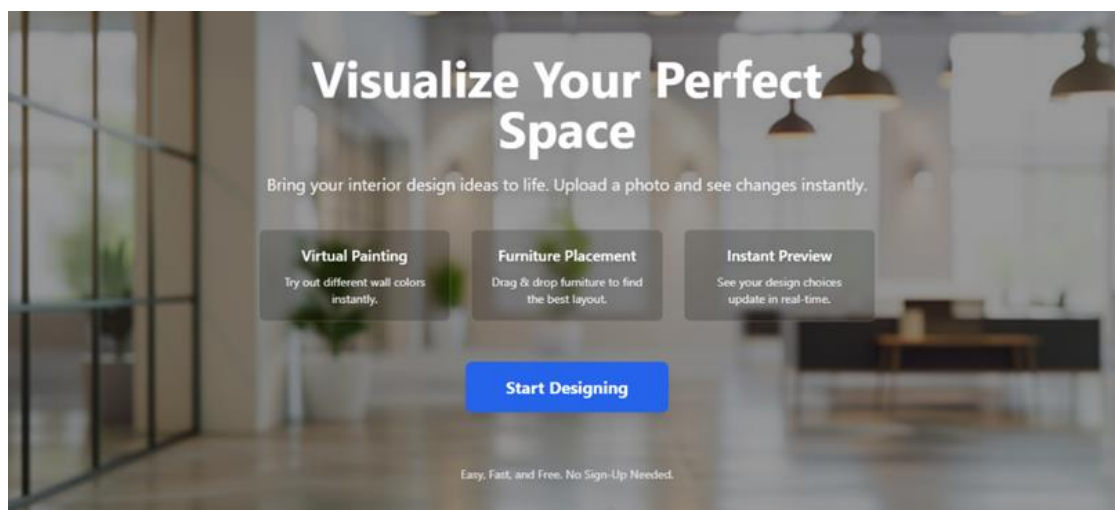 Visualize Your Perfect
Space
Bring your interior design ideas to life. Upload a photo and see changes instantly.
Virtual Painting
Try out different wall colors
instantly.
Furniture Placement
Drag & drop furniture to find
the best layout.
Instant Preview
See your design choices
update in real-time.
Start Designing
Easy, Fast, and Free. No Sign-Up Needed.